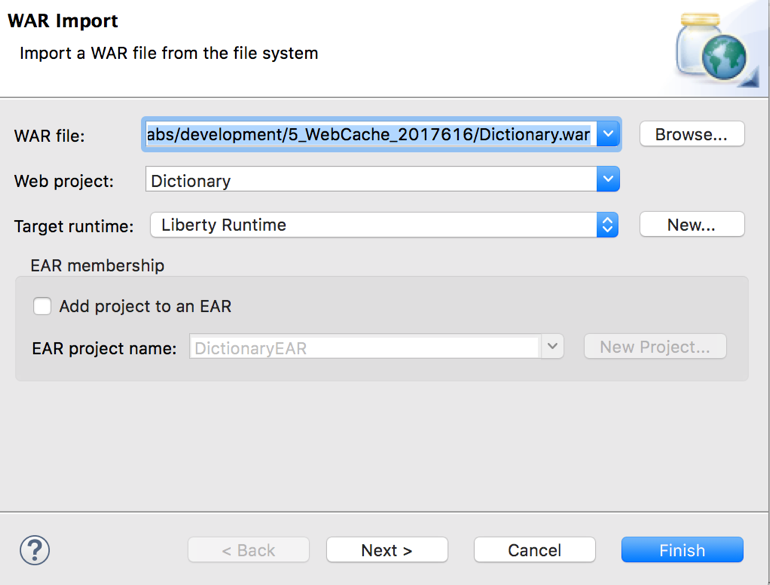 WAR Import
Import a WAR file from the file system
WAR file: abs/development/5_WebCache_2017616/Dictionary.war Browse...
Web project: Dictionary
Target runtime: Liberty Runtime New...
EAR membership
Add project to an EAR
EAR project name: DictionaryEAR New Project...
? < Back Next > Cancel Finish